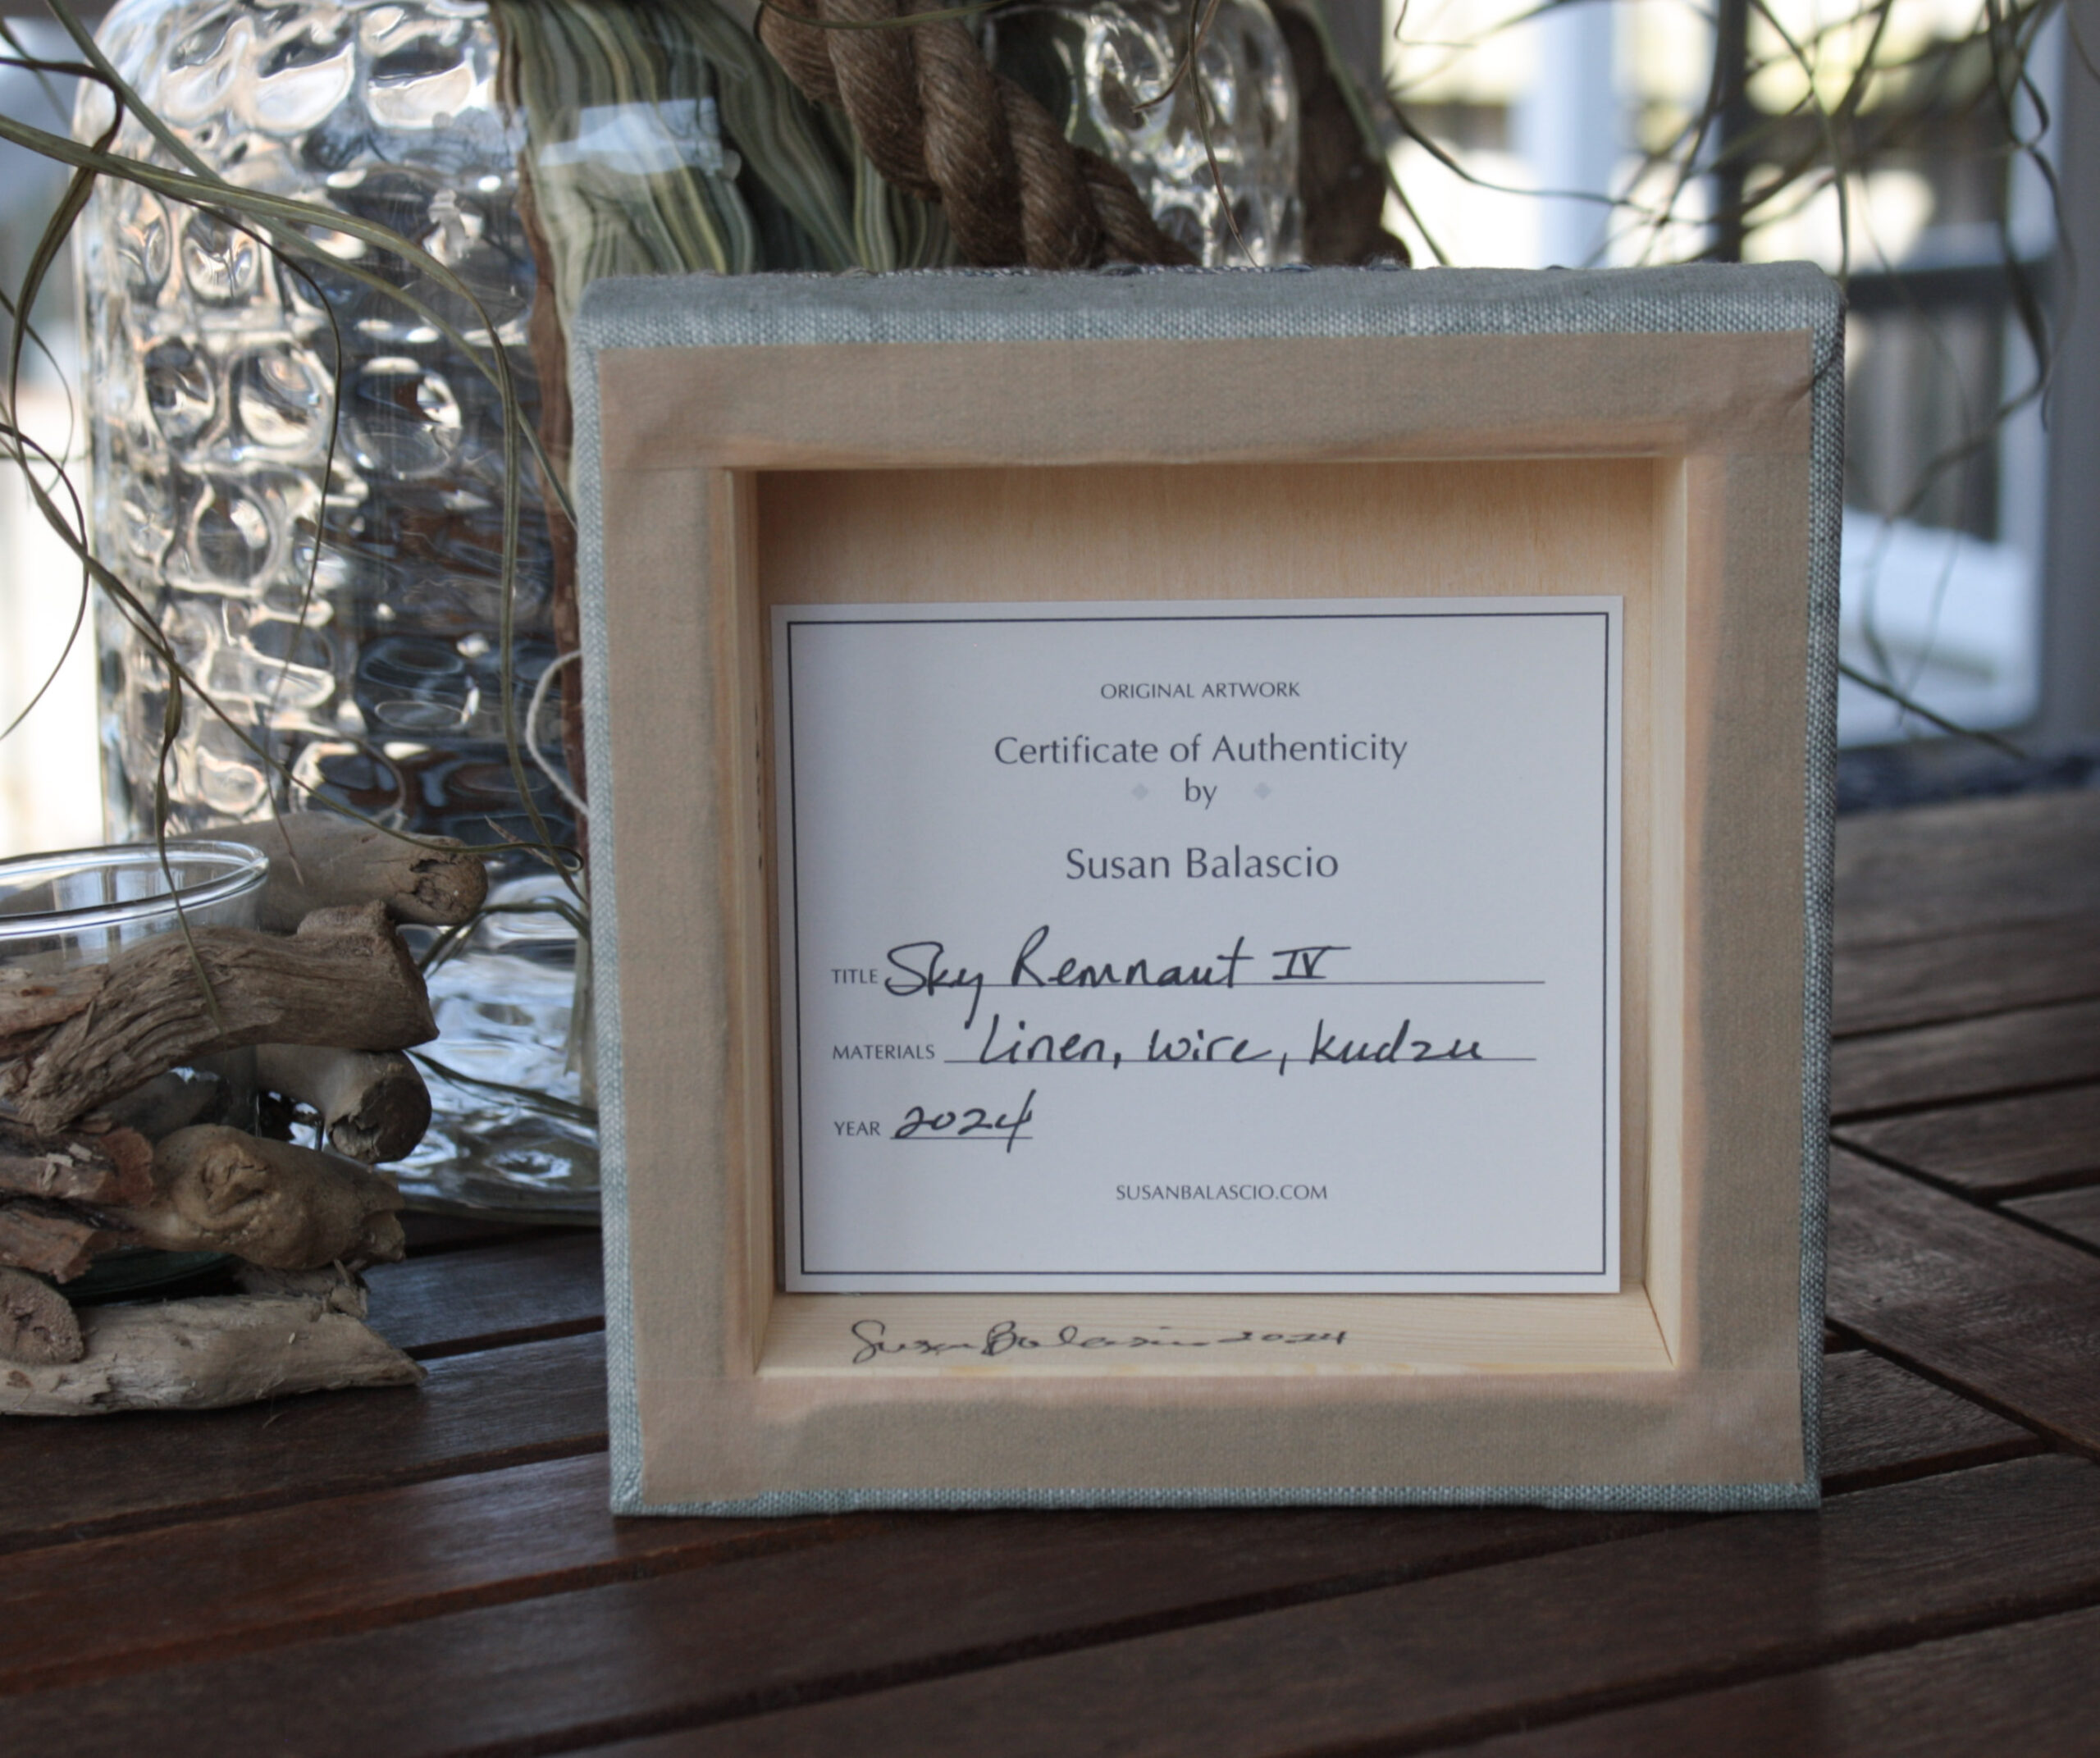 ORIGINAL ARTWORK
Certificate of Authenticity
by
Susan Balascio
TITLE Sky Remnant IV
MATERIALS Linen, wire, kudzu
YEAR 2024
SUSANBALASCIO.COM
Susan Balascio 2024